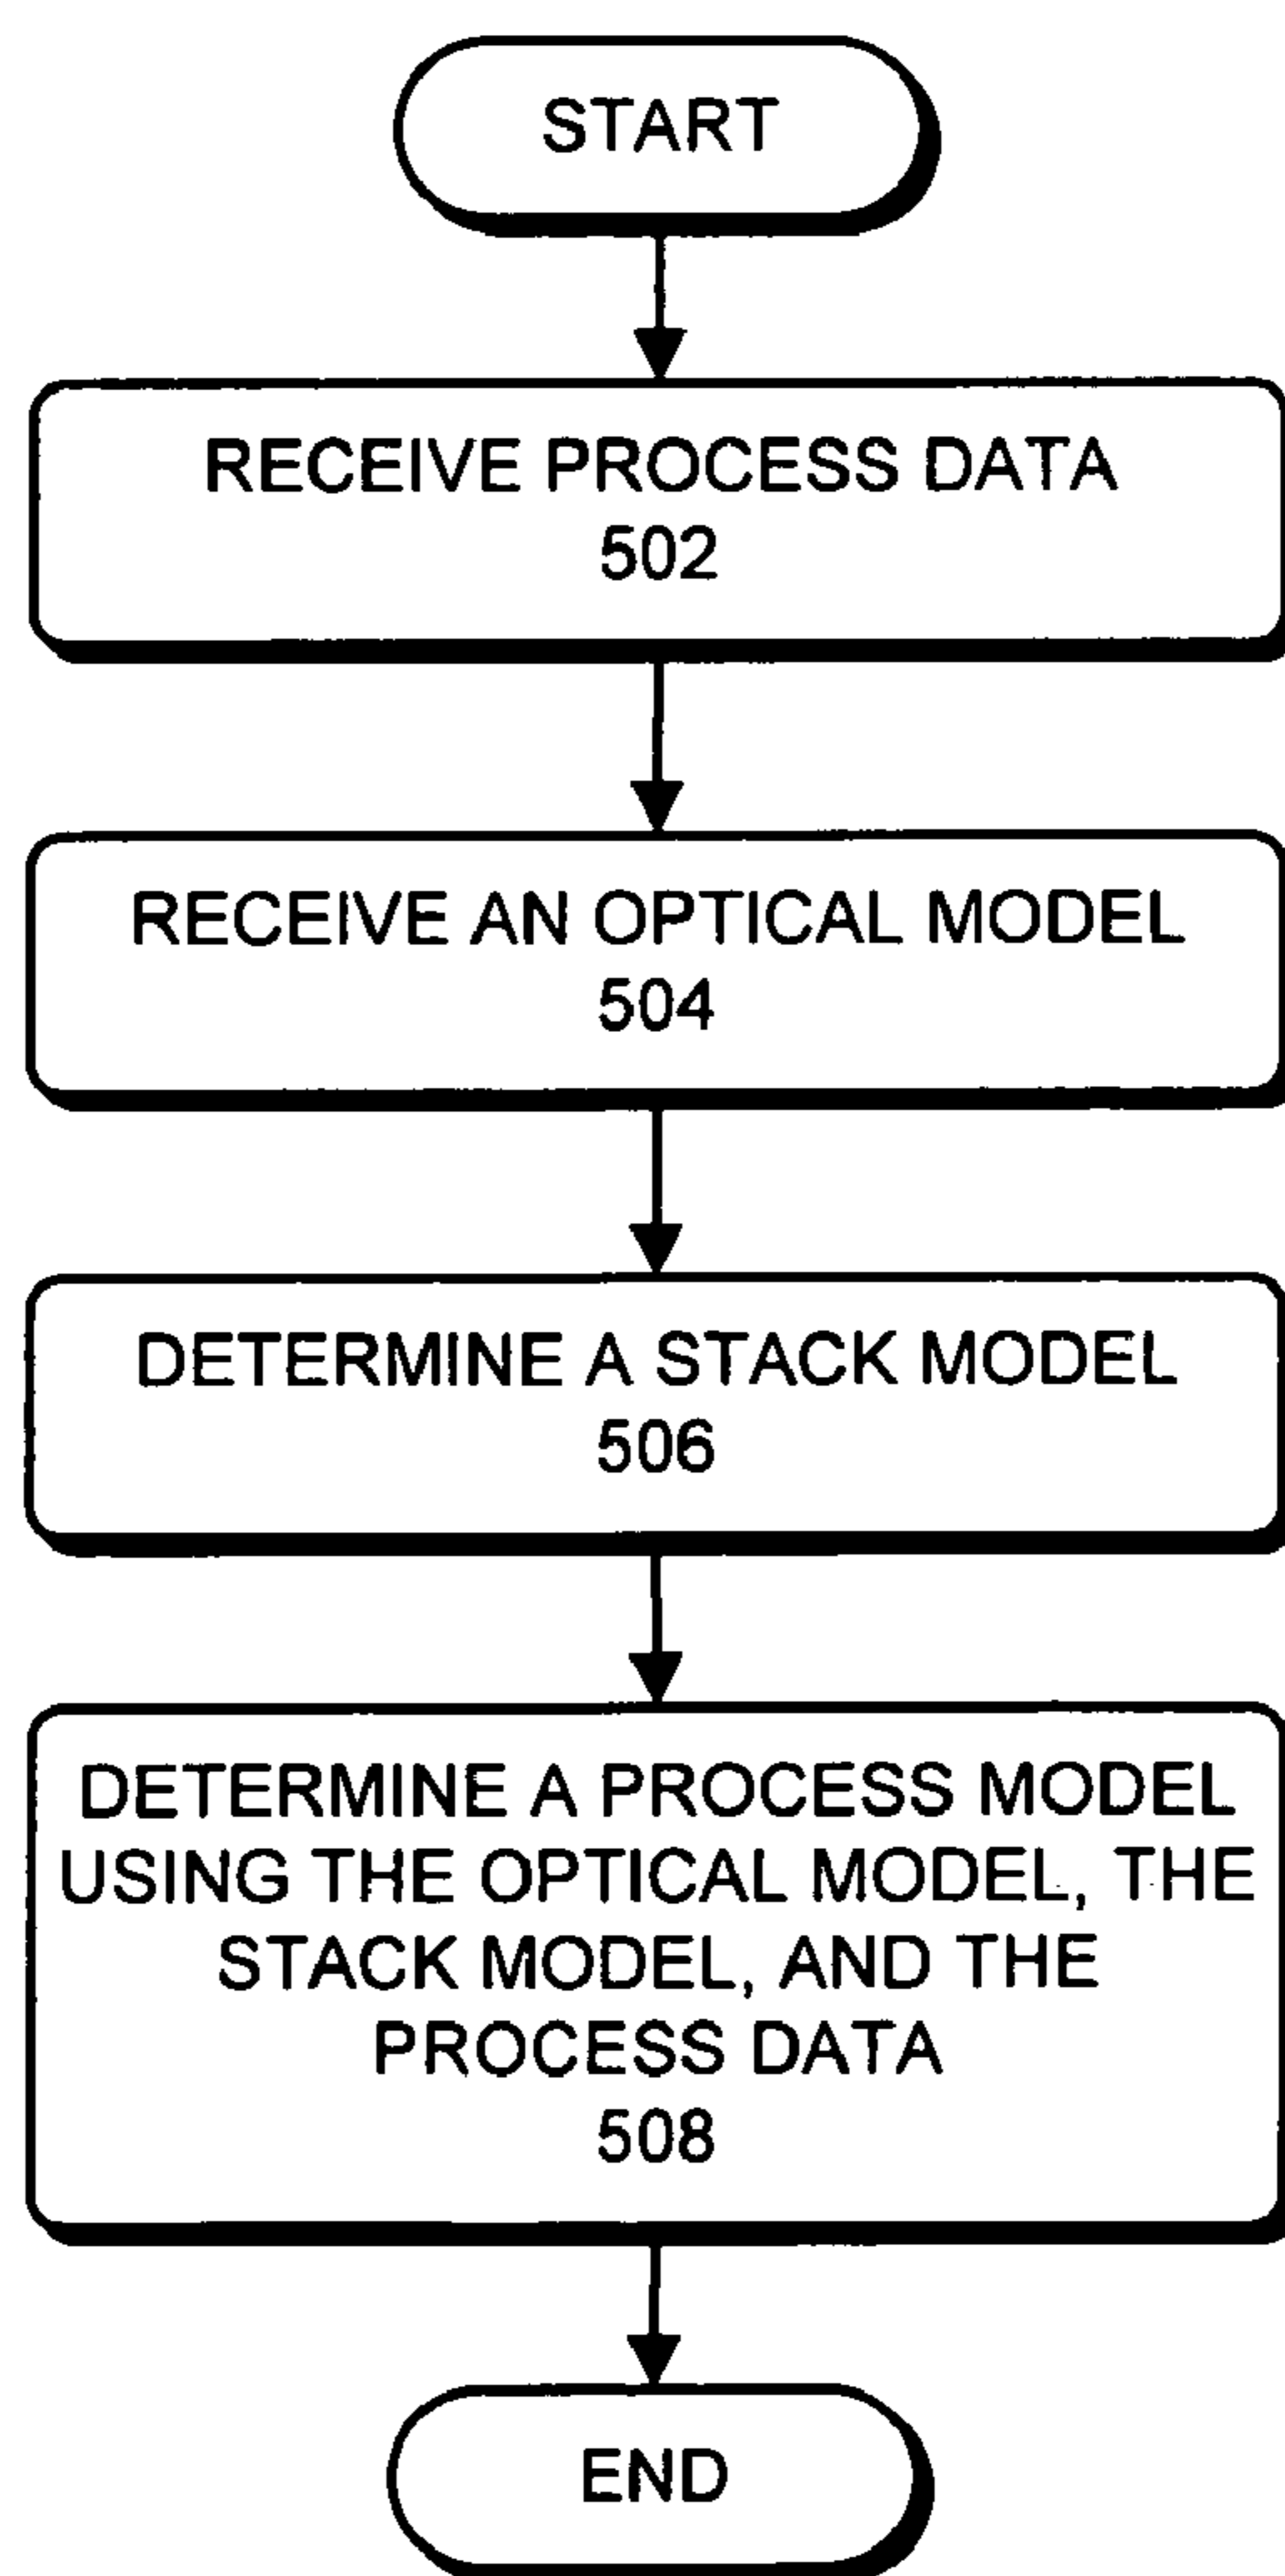 START
RECEIVE PROCESS DATA
502
RECEIVE AN OPTICAL MODEL
504
DETERMINE A STACK MODEL
506
DETERMINE A PROCESS MODEL
USING THE OPTICAL MODEL, THE
STACK MODEL, AND THE
PROCESS DATA
508
END